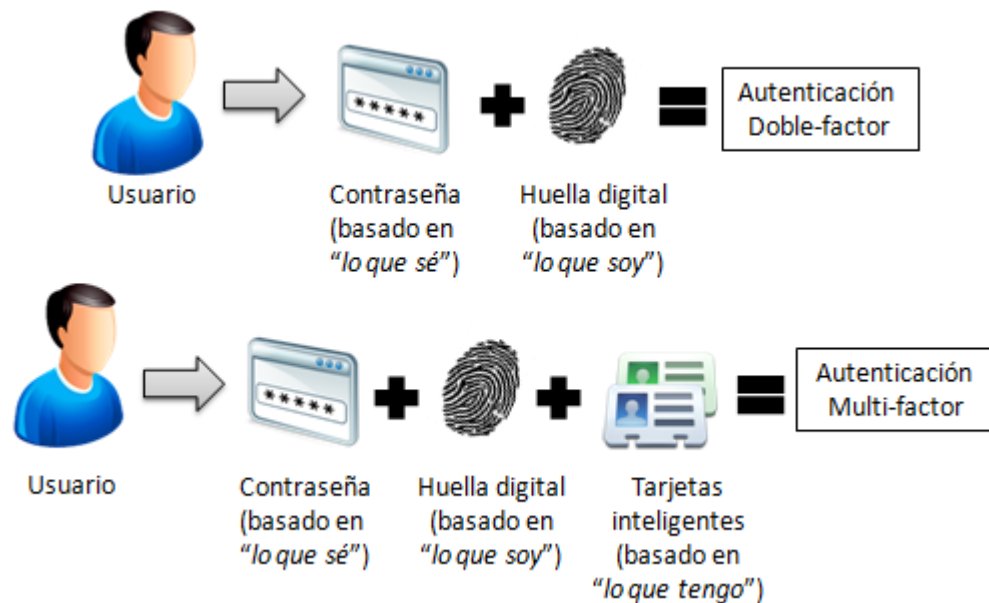 *****
Autenticación
Doble-factor
Usuario
Contraseña
(basado en
“lo que sé”)
Huella digital
(basado en
“lo que soy”)
*****
Autenticación
Multi-factor
Usuario
Contraseña
(basado en
“lo que sé”)
Huella digital
(basado en
“lo que soy”)
Tarjetas
inteligentes
(basado en
“lo que tengo”)